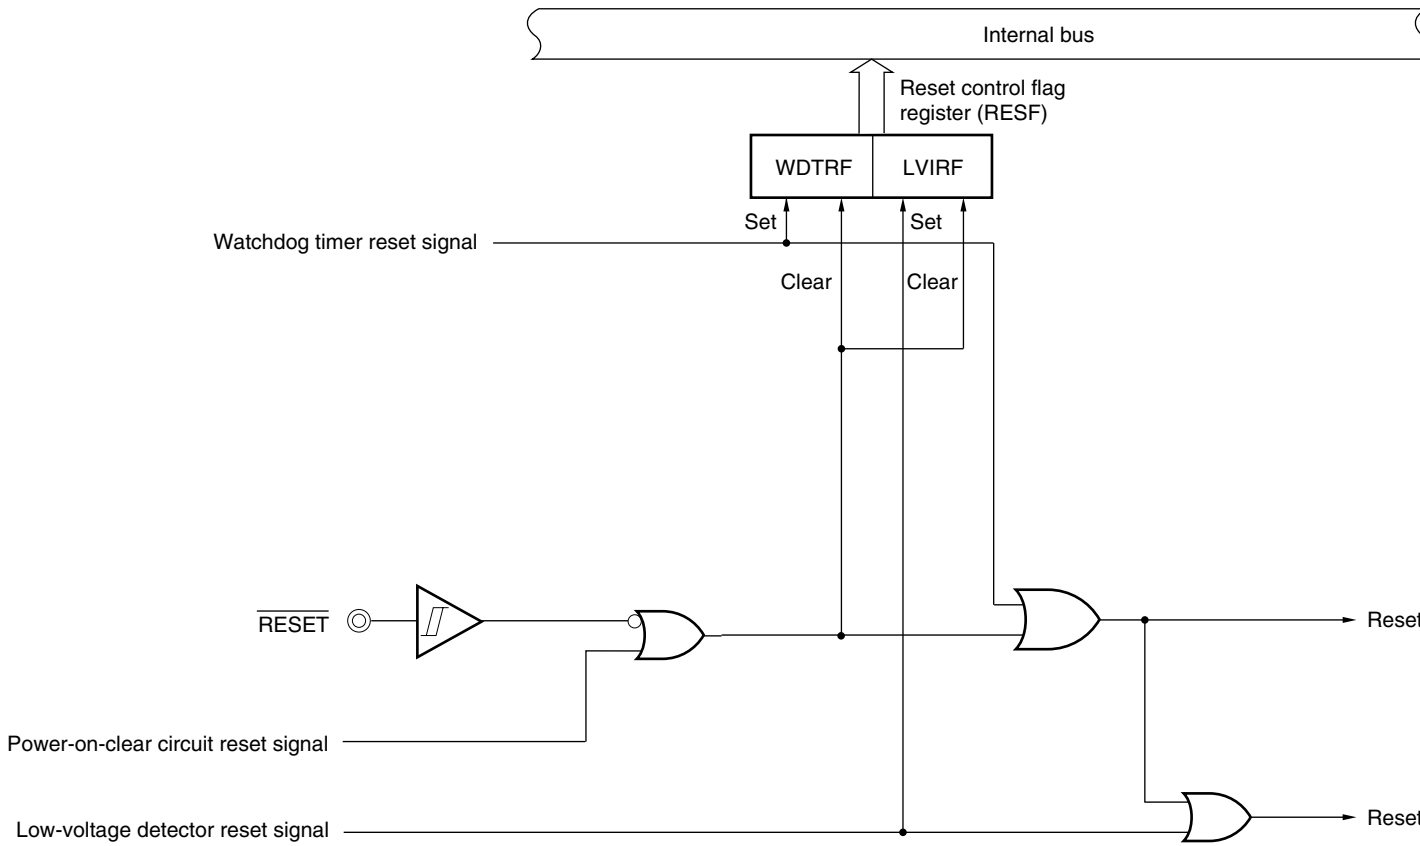 Internal bus
Reset control flag
register (RESF)
WDTRF
LVIRF
Set
Set
Watchdog timer reset signal
Clear
Clear
RESET
Reset
Power-on-clear circuit reset signal
Low-voltage detector reset signal
Reset